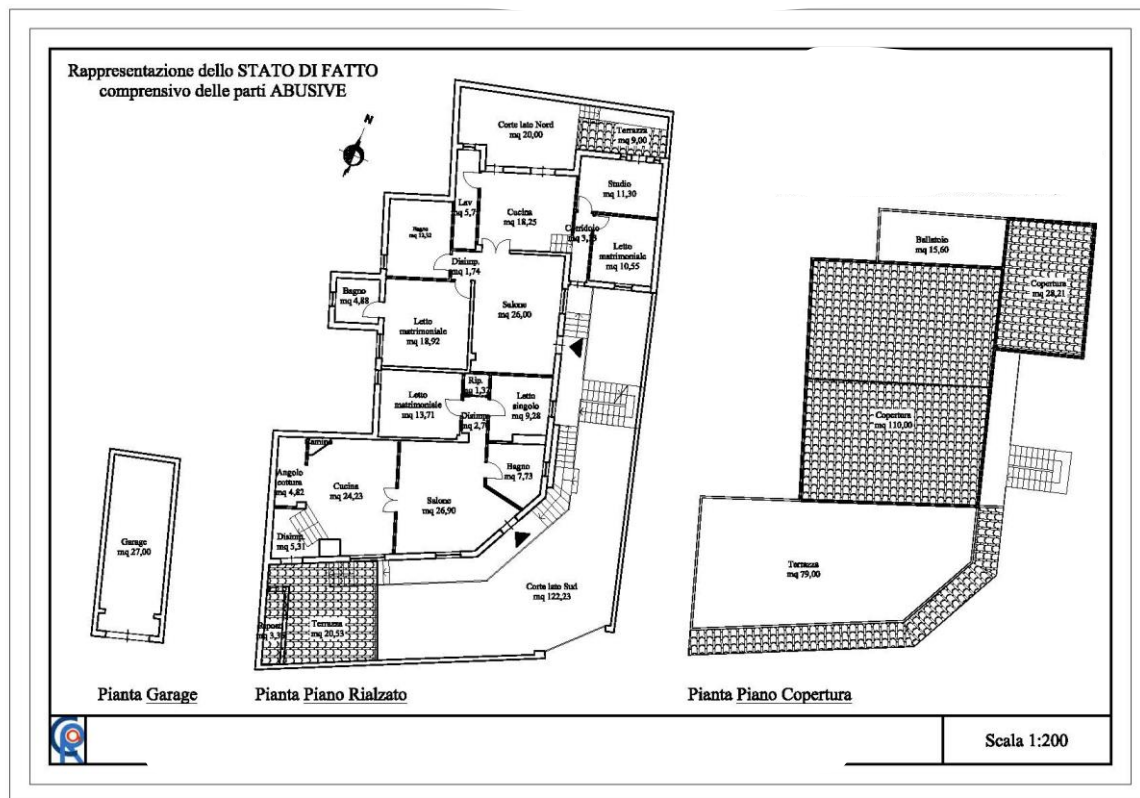 Rappresentazione dello STATO DI FATTO
comprensivo delle parti ABUSIVE
N
Corte lato Nord
mq 20,00
Terrazza
mq 9,00
Studio
mq 11,30
Lav
mq 5,7
Cucina
mq 18,25
Corridoio
Letto
matrimoniale
mq 10,55
Bagno
Disimp.
mq 1,74
Bagno
mq 4,88
Letto
matrimoniale
mq 18,92
Salone
mq 26,00
Rip.
Letto
matrimoniale
mq 13,71
Letto
singolo
mq 9,28
Disimp.
mq 2,7
Camino
Angolo
cottura
mq 4,82
Cucina
mq 24,23
Salone
mq 26,90
Bagno
mq 7,73
Disimp.
mq 5,31
Corte lato Sud
mq 122,23
Terrazza
mq 20,53
Garage
mq 27,00
Ballatoio
mq 15,60
Copertura
mq 28,21
Copertura
mq 110,00
Terrazza
mq 79,00
Pianta Garage
Pianta Piano Rialzato
Pianta Piano Copertura
Scala 1:200